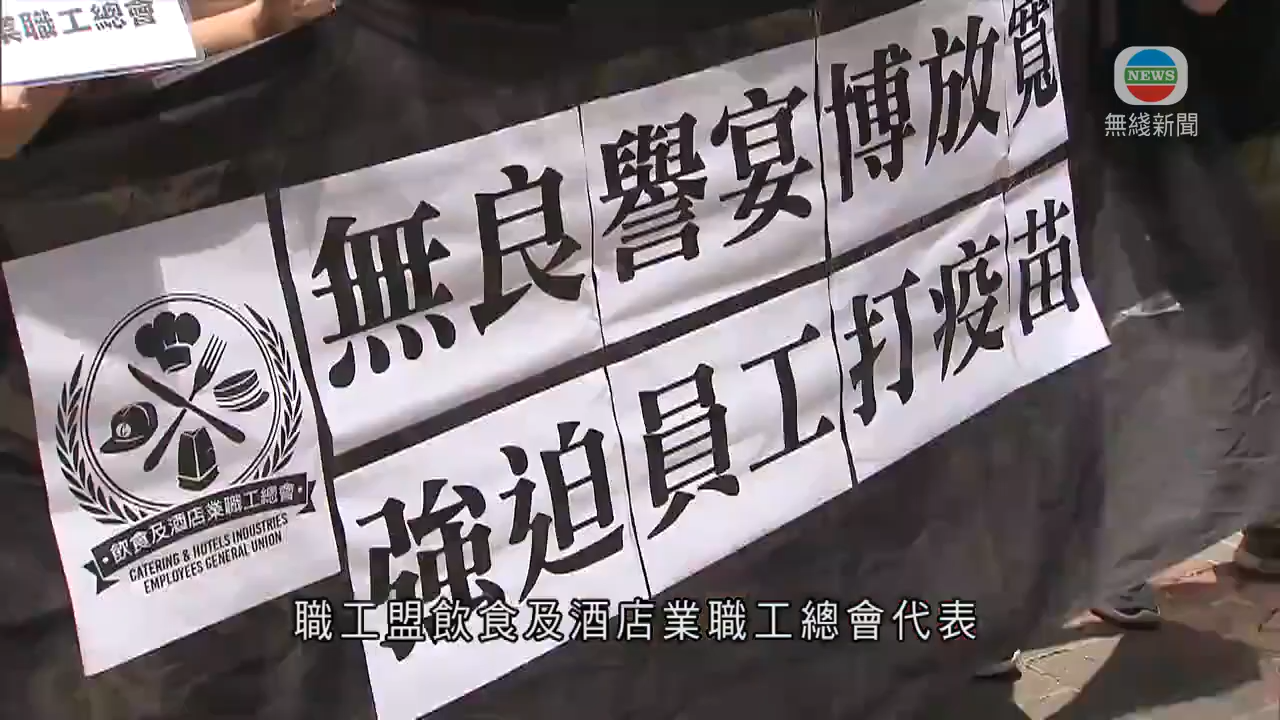 業職工總會
NEWS
無綫新聞
無良譽宴博放寬
強迫員工打疫苗
飲食及酒店業職工總會
CATERING & HOTELS INDUSTRIES
EMPLOYEES GENERAL UNION
職工盟飲食及酒店業職工總會代表